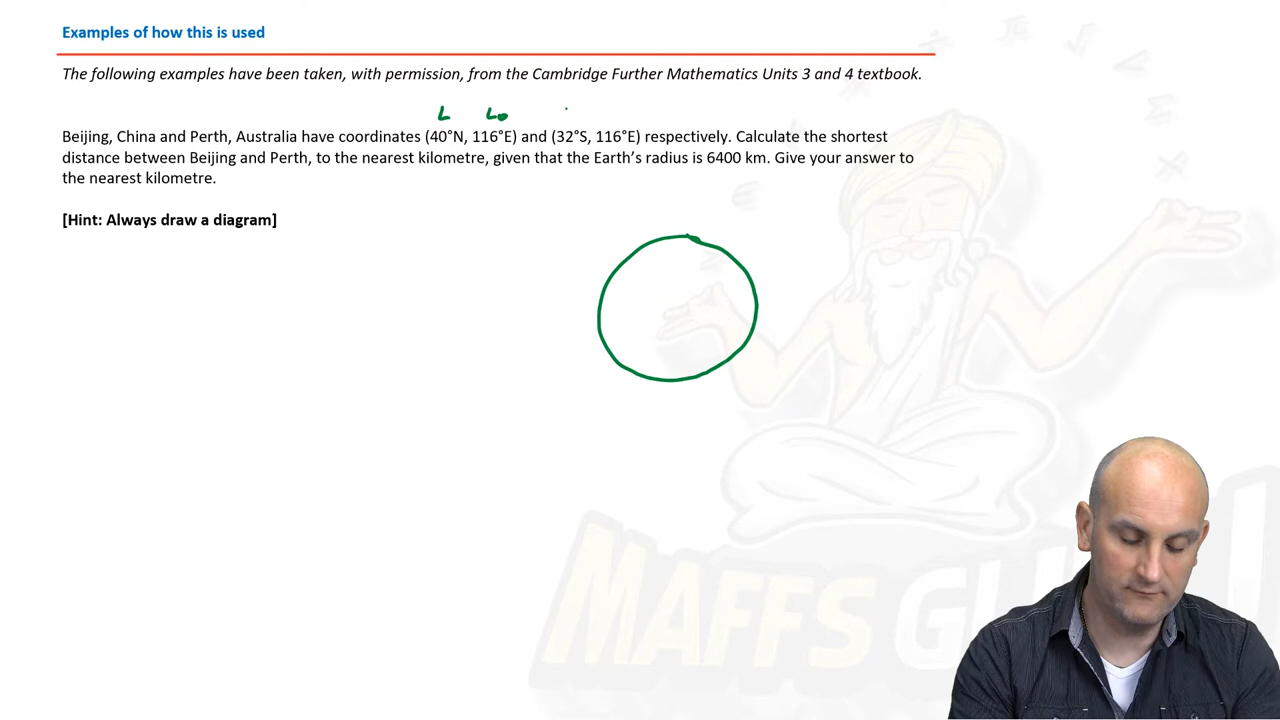 Examples of how this is used
The following examples have been taken, with permission, from the Cambridge Further Mathematics Units 3 and 4 textbook.
L Lo
Beijing, China and Perth, Australia have coordinates (40°N, 116°E) and (32°S, 116°E) respectively. Calculate the shortest
distance between Beijing and Perth, to the nearest kilometre, given that the Earth's radius is 6400 km. Give your answer to
the nearest kilometre.
[Hint: Always draw a diagram]
MAFFS GU